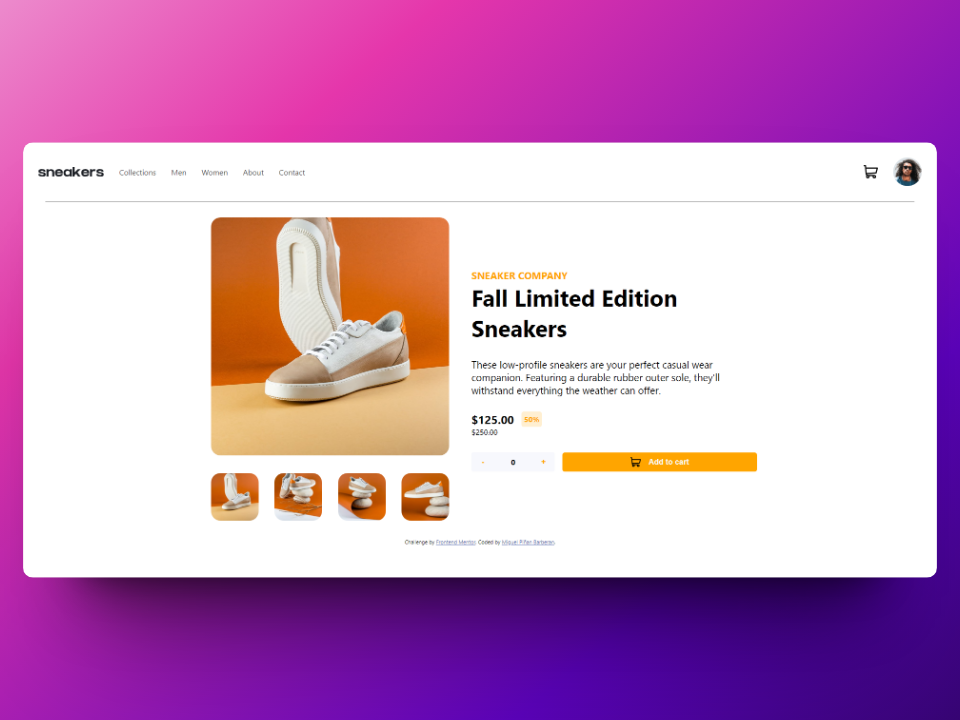 sneakers Collections Men Women About Contact
SNEAKER COMPANY
Fall Limited Edition
Sneakers
These low-profile sneakers are your perfect casual wear
companion. Featuring a durable rubber outer sole, they'll
withstand everything the weather can offer.
$125.00 50%
$250.00
- 0 + Add to cart
Challenge by Frontend Mentor. Coded by Miguel